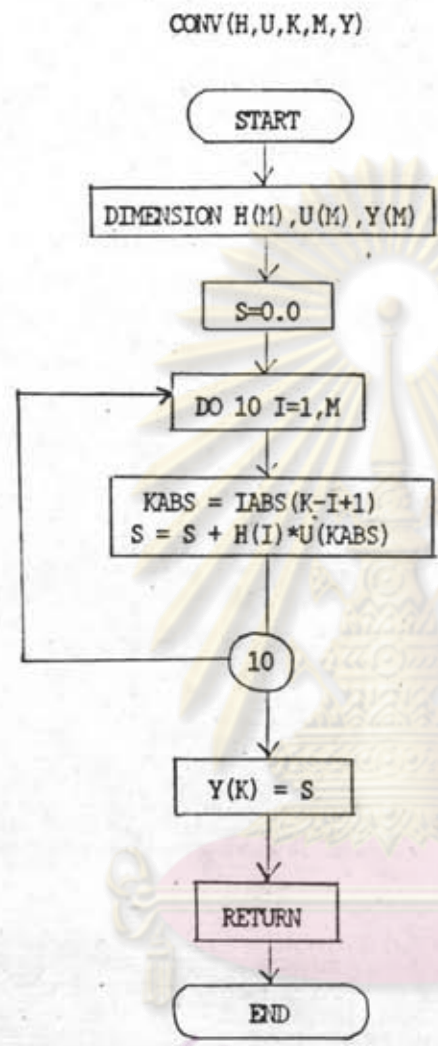 CONV(H,U,K,M,Y)
START
DIMENSION H(M),U(M),Y(M)
S=0.0
DO 10 I=1,M
KABS = IABS(K-I+1)
S = S + H(I)*U(KABS)
10
Y(K) = S
RETURN
END